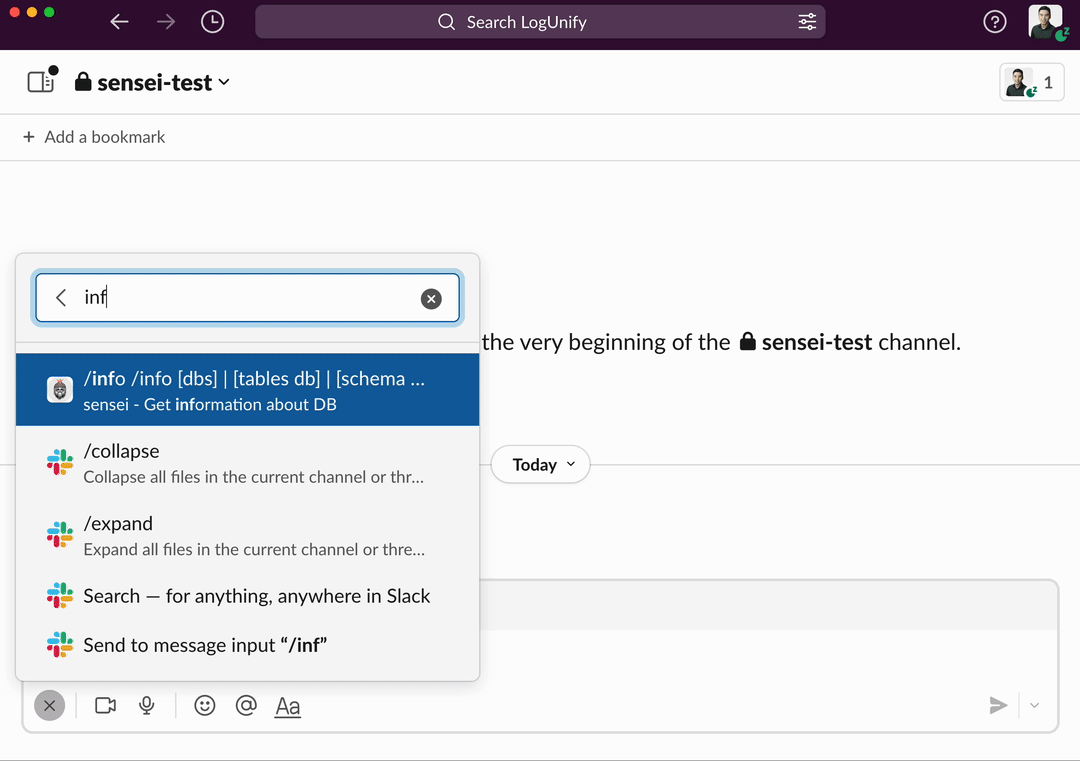 Search LogUnify
sensei-test
1
Add a bookmark
inf
the very beginning of the sensei-test channel.
/info /info [dbs] | [tables db] | [schema ...
sensei - Get information about DB
/collapse
Collapse all files in the current channel or thr...
Today
/expand
Expand all files in the current channel or thre...
Search — for anything, anywhere in Slack
Send to message input “/inf”
Aa